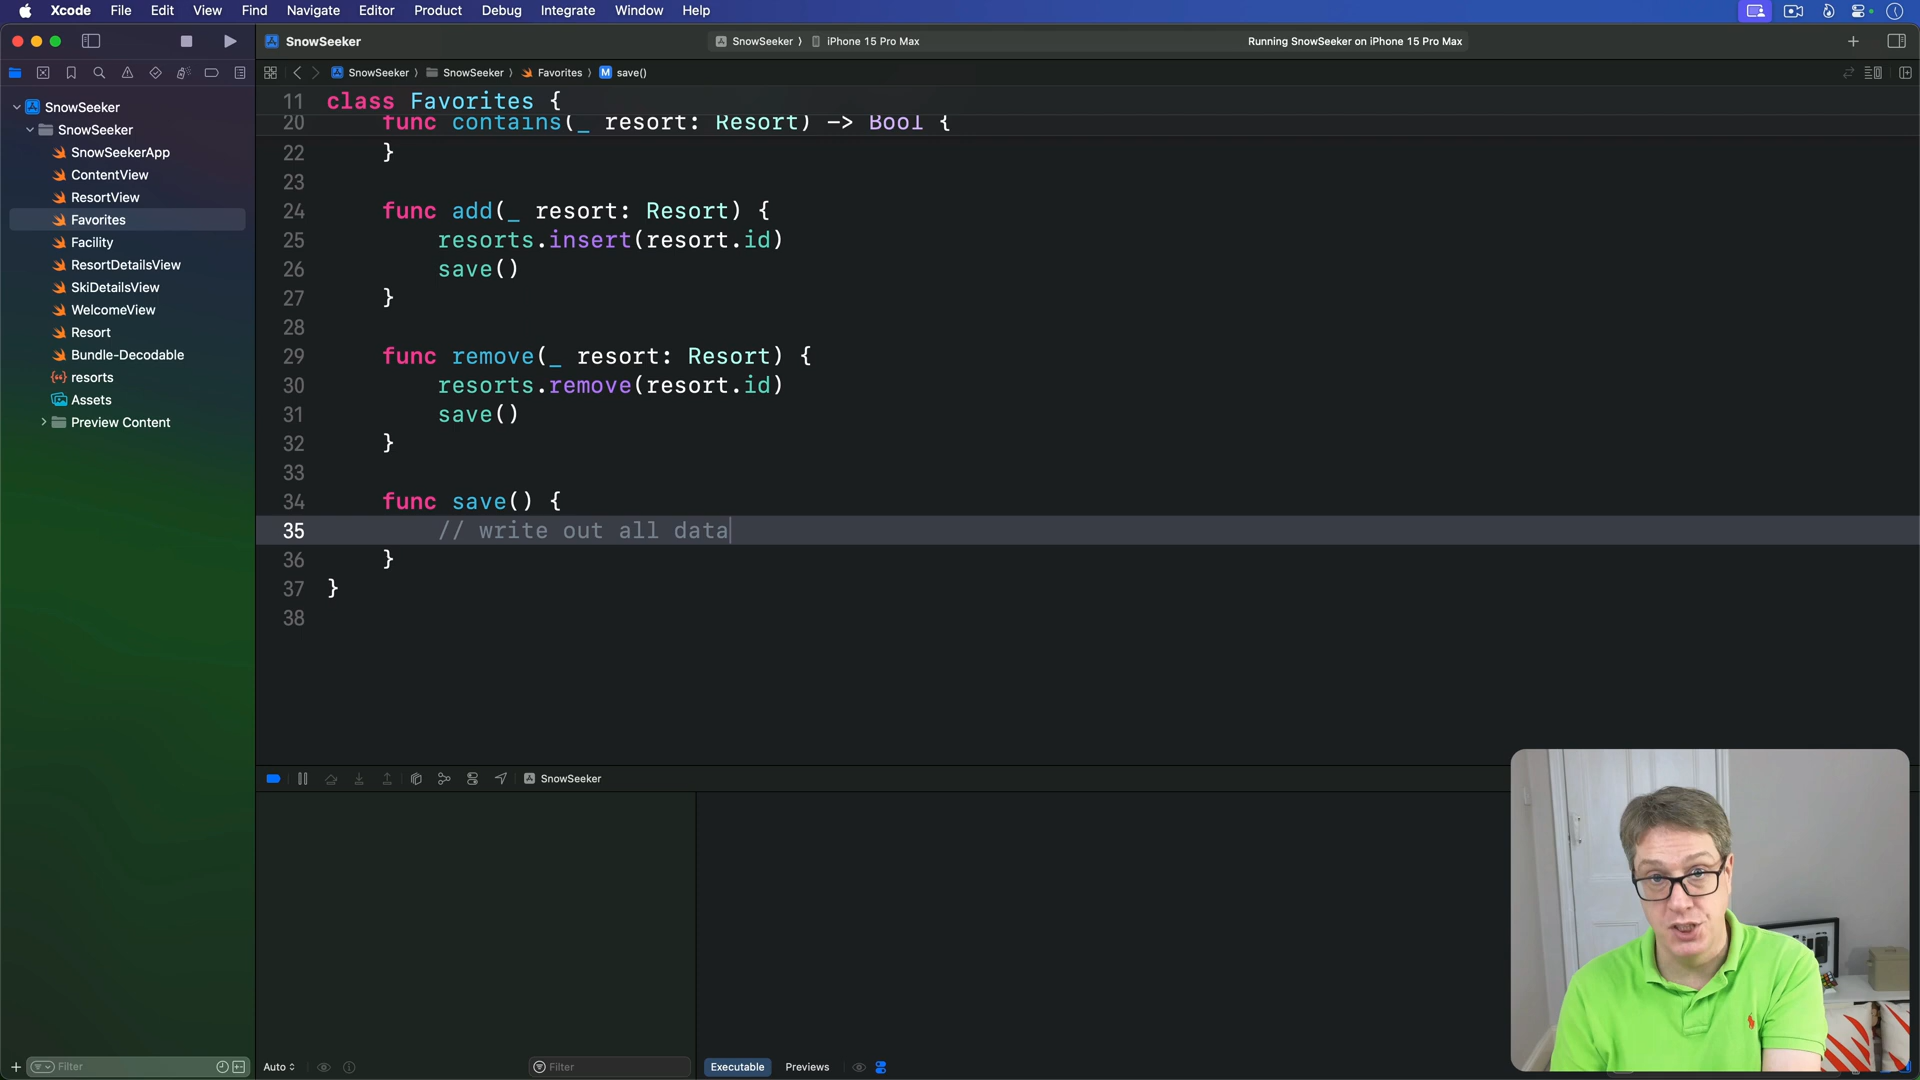 Xcode File Edit View Find Navigate Editor Product Debug Integrate Window Help
SnowSeeker
SnowSeeker iPhone 15 Pro Max
Running SnowSeeker on iPhone 15 Pro Max
SnowSeeker SnowSeeker Favorites M save()
SnowSeeker
SnowSeeker
SnowSeekerApp
ContentView
ResortView
Favorites
Facility
ResortDetailsView
SkiDetailsView
WelcomeView
Resort
Bundle-Decodable
resorts
Assets
Preview Content
11 class Favorites {
20 func contains(_ resort: Resort) -> Bool {
22 }
23
24 func add(_ resort: Resort) {
25 resorts.insert(resort.id)
26 save()
27 }
28
29 func remove(_ resort: Resort) {
30 resorts.remove(resort.id)
31 save()
32 }
33
34 func save() {
35 // write out all data
36 }
37 }
38
SnowSeeker
Filter
Auto
Filter
Executable Previews